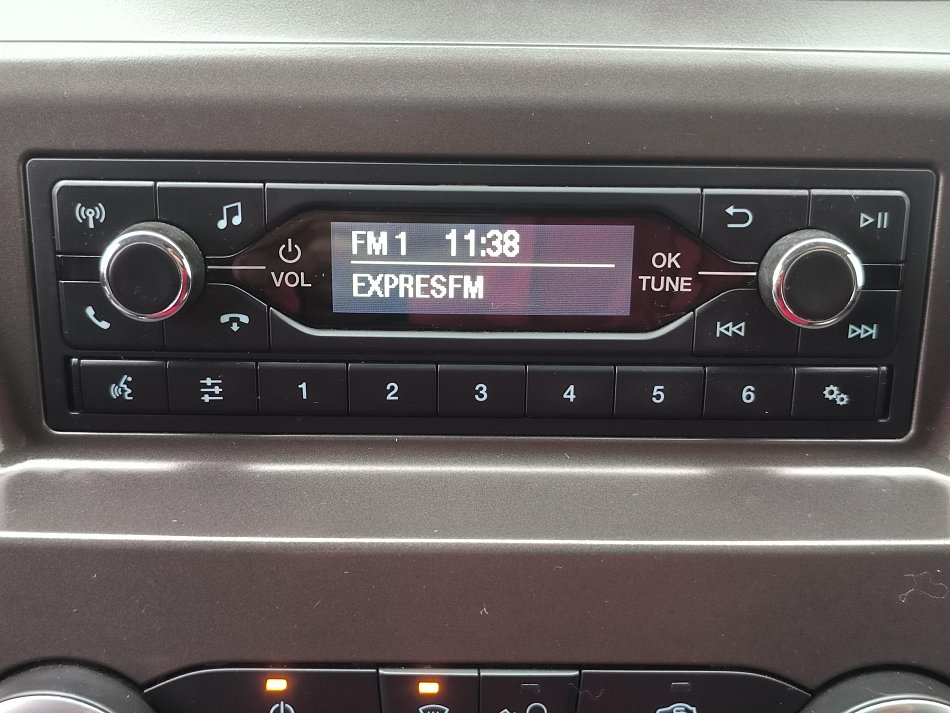 FM 1 11:38
EXPRESFM
VOL
OK
TUNE
1 2 3 4 5 6